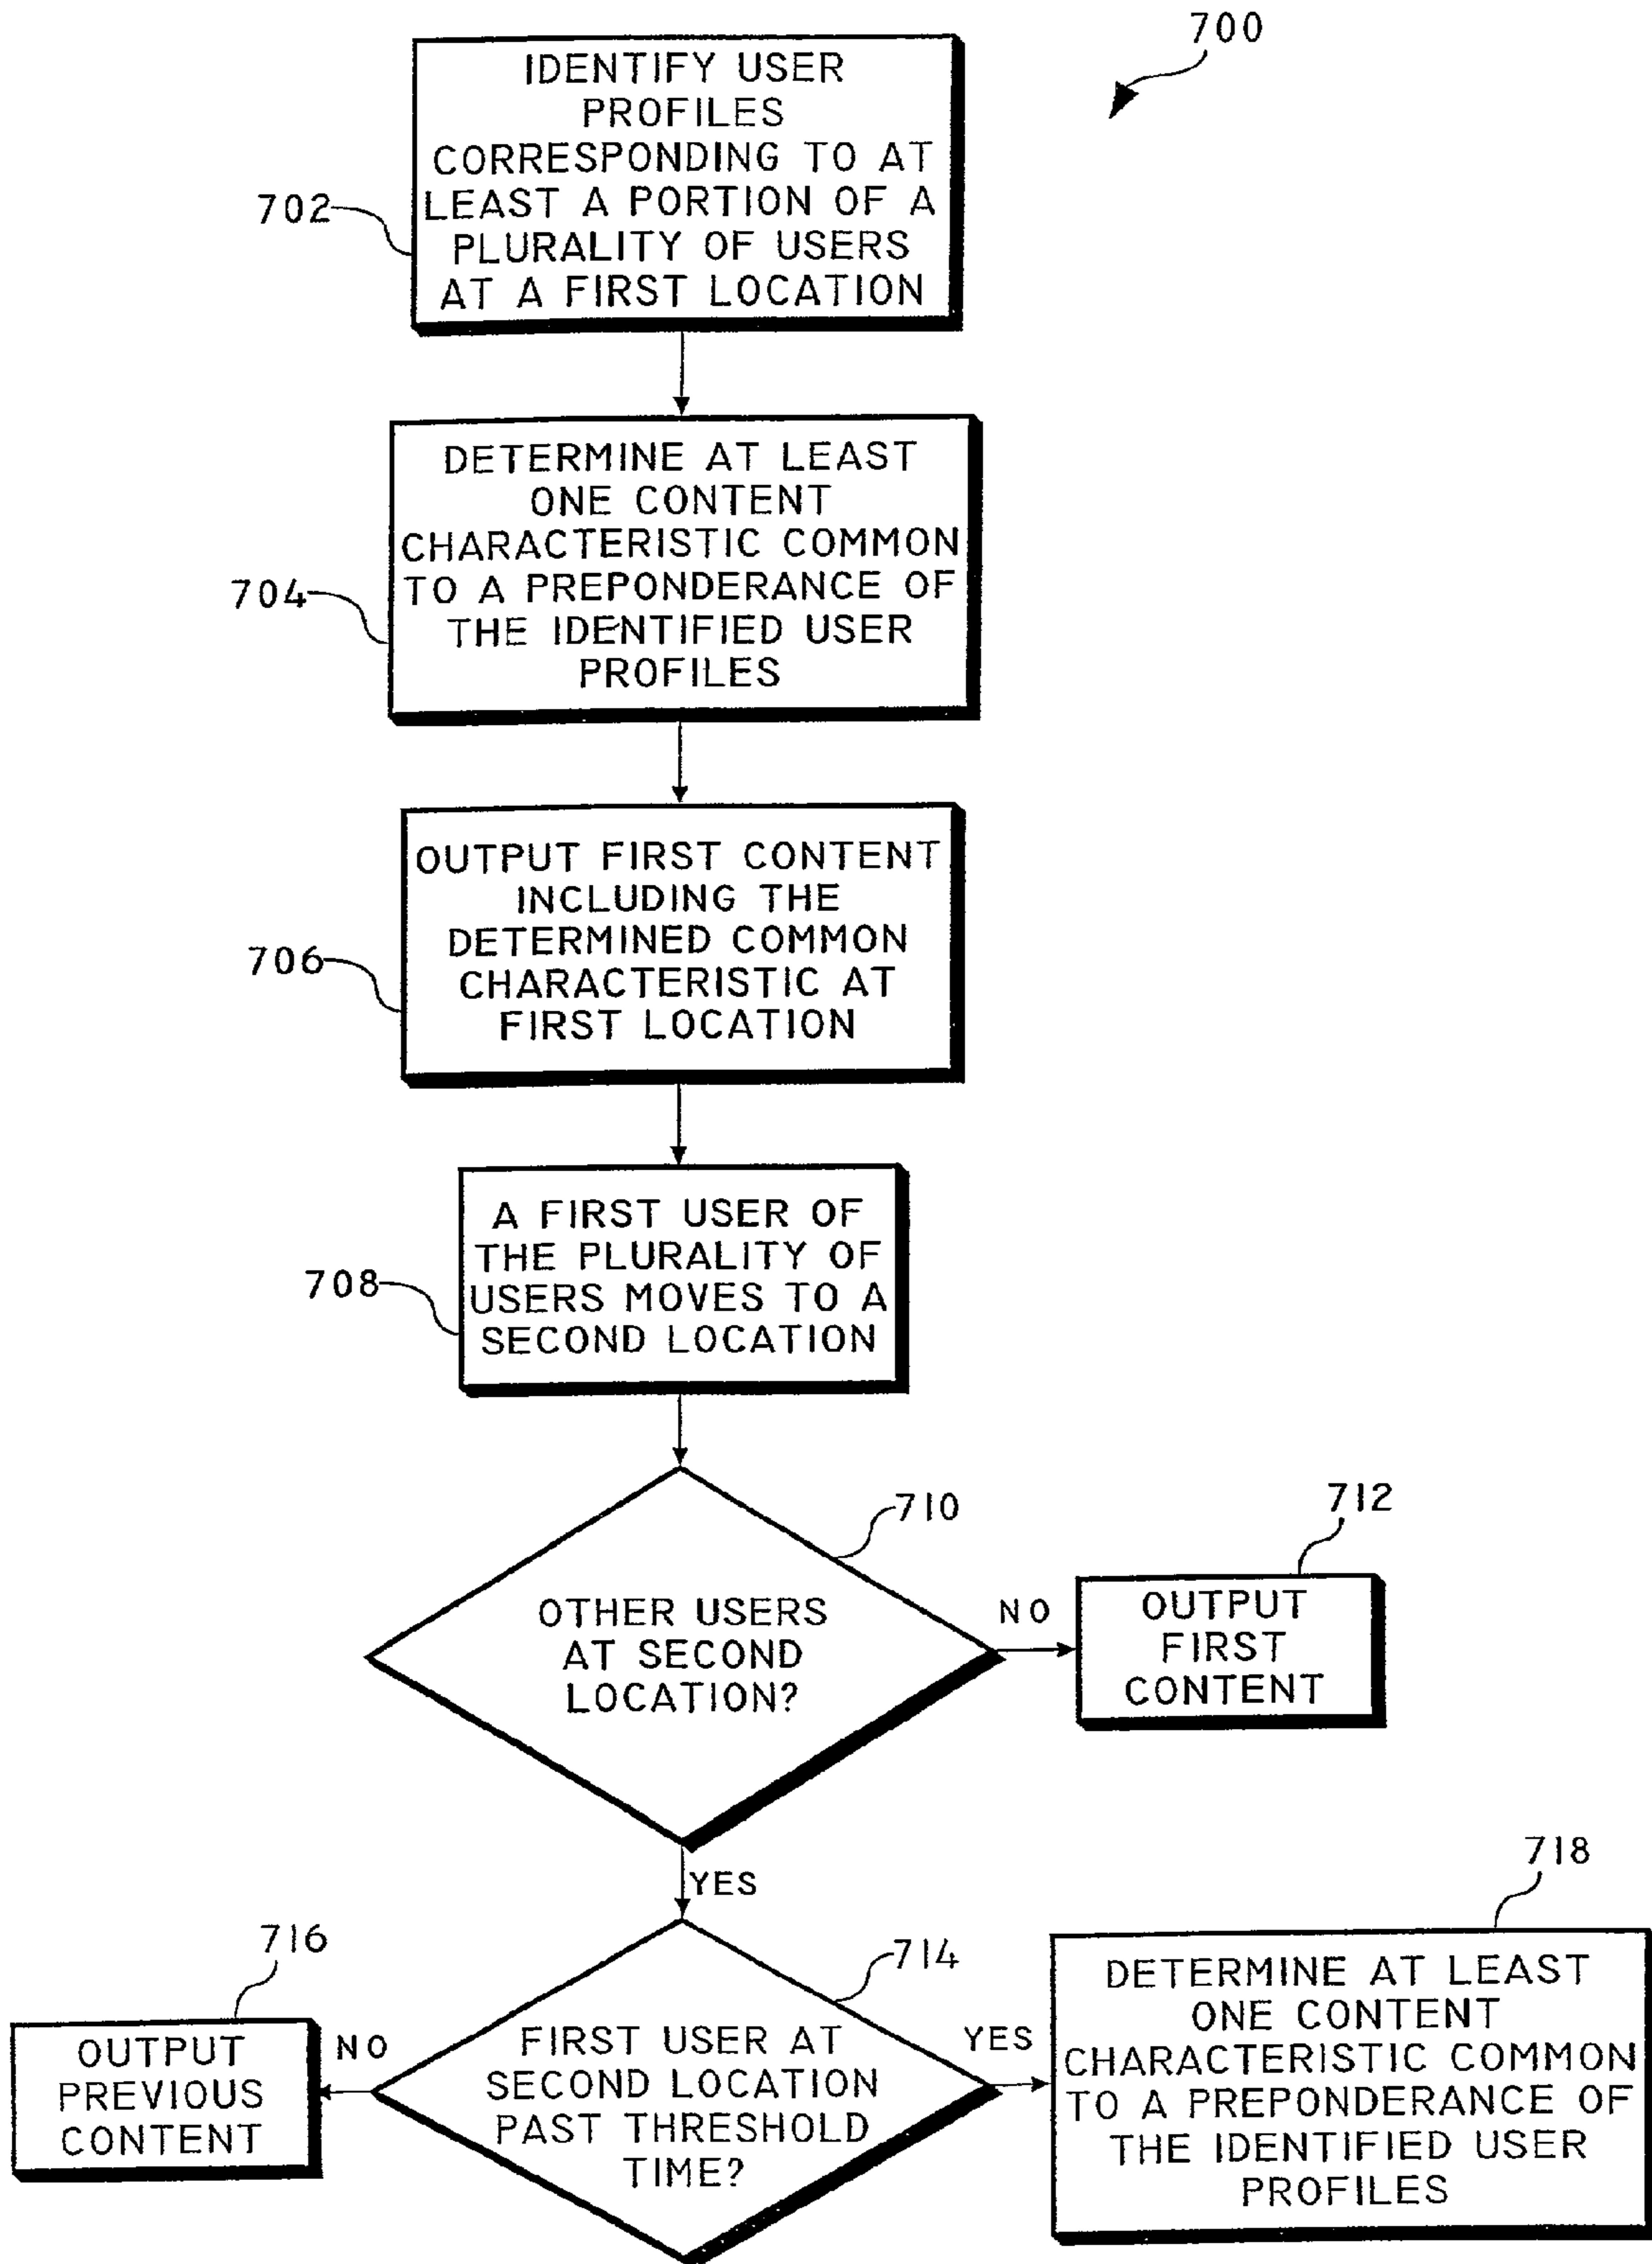 700
IDENTIFY USER
PROFILES
CORRESPONDING TO AT
LEAST A PORTION OF A
PLURALITY OF USERS
AT A FIRST LOCATION
702
DETERMINE AT LEAST
ONE CONTENT
CHARACTERISTIC COMMON
TO A PREPONDERANCE OF
THE IDENTIFIED USER
PROFILES
704
OUTPUT FIRST CONTENT
INCLUDING THE
DETERMINED COMMON
CHARACTERISTIC AT
FIRST LOCATION
706
A FIRST USER OF
THE PLURALITY OF
USERS MOVES TO A
SECOND LOCATION
708
710
OTHER USERS
AT SECOND
LOCATION?
NO
712
OUTPUT
FIRST
CONTENT
YES
714
FIRST USER AT
SECOND LOCATION
PAST THRESHOLD
TIME?
NO
716
OUTPUT
PREVIOUS
CONTENT
YES
718
DETERMINE AT LEAST
ONE CONTENT
CHARACTERISTIC COMMON
TO A PREPONDERANCE OF
THE IDENTIFIED USER
PROFILES